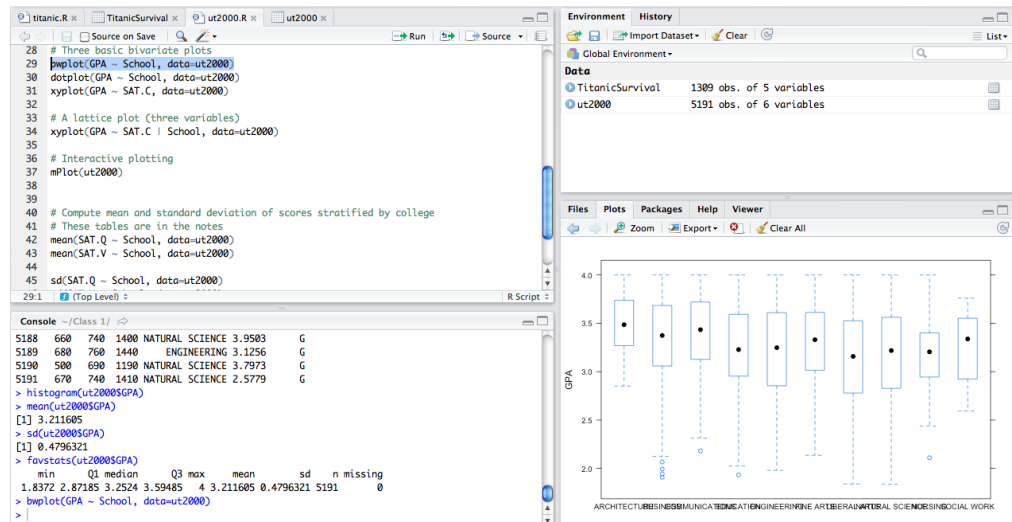 titanic.R × TitanicSurvival × ut2000.R × ut2000 ×
Source on Save Run Source
28 # Three basic bivariate plots
29 bwplot(GPA ~ School, data=ut2000)
30 dotplot(GPA ~ School, data=ut2000)
31 xyplot(GPA ~ SAT.C, data=ut2000)
32
33 # A lattice plot (three variables)
34 xyplot(GPA ~ SAT.C | School, data=ut2000)
35
36 # Interactive plotting
37 mPlot(ut2000)
38
39
40 # Compute mean and standard deviation of scores stratified by college
41 # These tables are in the notes
42 mean(SAT.Q ~ School, data=ut2000)
43 mean(SAT.V ~ School, data=ut2000)
44
45 sd(SAT.Q ~ School, data=ut2000)
29:1 (Top Level) R Script
Console ~/Class 1/
5188 660 740 1400 NATURAL SCIENCE 3.9503 G
5189 680 760 1440 ENGINEERING 3.1256 G
5190 500 690 1190 NATURAL SCIENCE 3.7973 G
5191 670 740 1410 NATURAL SCIENCE 2.5779 G
> histogram(ut2000$GPA)
> mean(ut2000$GPA)
[1] 3.211605
> sd(ut2000$GPA)
[1] 0.4796321
> favstats(ut2000$GPA)
min Q1 median Q3 max mean sd n missing
1.8372 2.87185 3.2524 3.59485 4 3.211605 0.4796321 5191 0
> bwplot(GPA ~ School, data=ut2000)
>
Environment History
Import Dataset Clear List
Global Environment
Data
TitanicSurvival 1309 obs. of 5 variables
ut2000 5191 obs. of 6 variables
Files Plots Packages Help Viewer
Zoom Export Clear All
GPA
4.0
3.5
3.0
2.5
2.0
ARCHITECTURE SOCIAL WORK